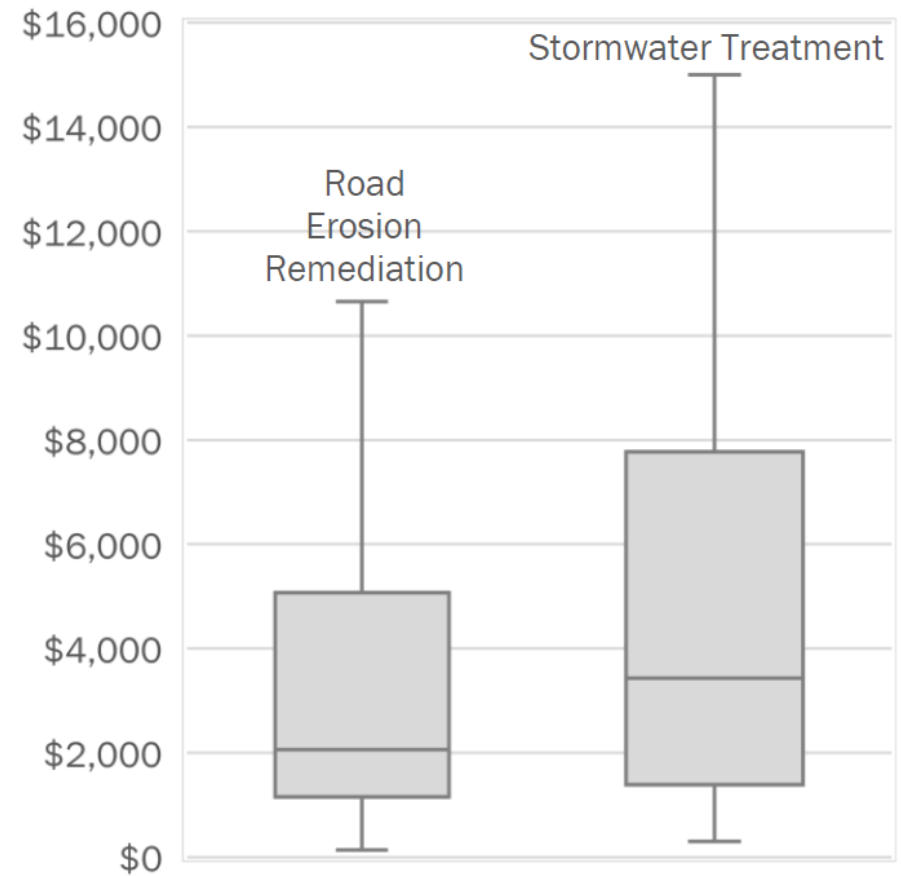 $16,000
Stormwater Treatment
$14,000
Road
$12,000
Erosion
Remediation
$10,000
$8,000
$6,000
$4,000
$2,000
$0